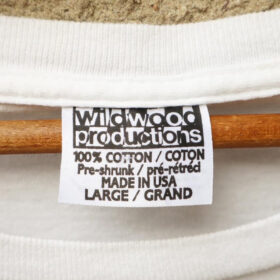 wildwood
productions
100% COTTON / COTON
Pre-shrunk / pré-rétréci
MADE IN USA
LARGE / GRAND